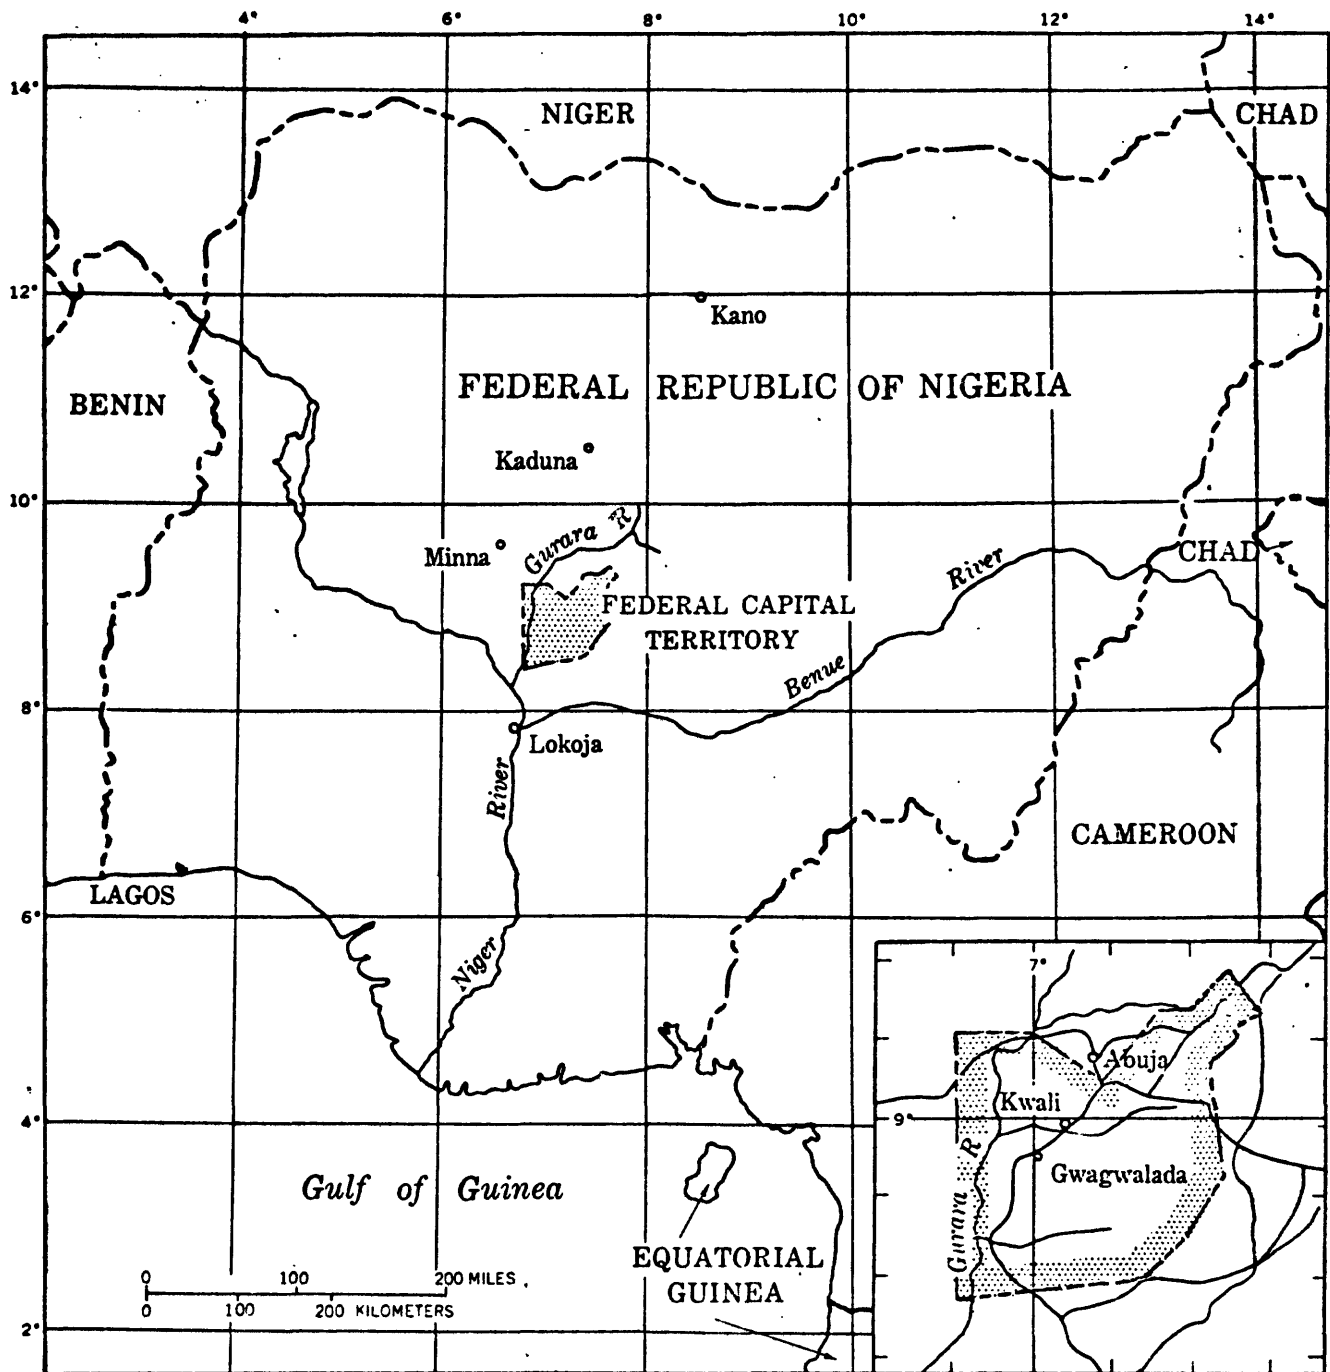 4° 6° 8° 10° 12° 14°
14°
NIGER
CHAD
12°
Kano
FEDERAL REPUBLIC OF NIGERIA
BENIN
Kaduna
10°
Minna
Gurara R
CHAD
River
FEDERAL CAPITAL
TERRITORY
Benue
8°
Lokoja
River
CAMEROON
LAGOS
6°
Niger
7°
Abuja
Kwali
4°
9°
Gulf of Guinea
Gwagwalada
Gurara R
EQUATORIAL
GUINEA
0 100 200 MILES
0 100 200 KILOMETERS
2°